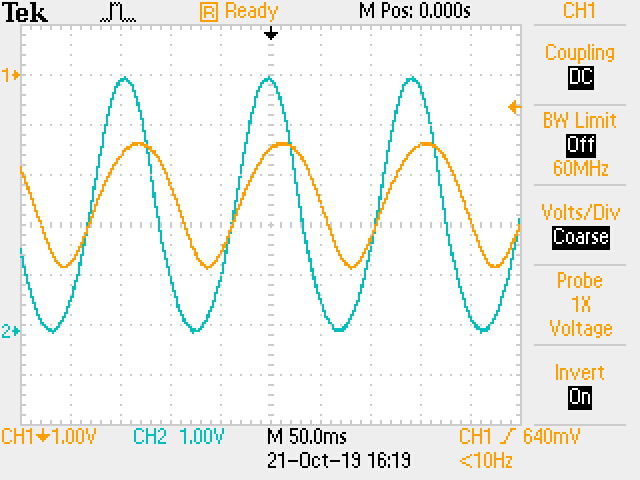 Tek R Ready M Pos: 0.000s CH1
Coupling
DC
BW Limit
Off
60MHz
Volts/Div
Coarse
Probe
1X
Voltage
Invert
On
1
2
CH1 1.00V CH2 1.00V M 50.0ms CH1 640mV
21-Oct-19 16:19 <10Hz